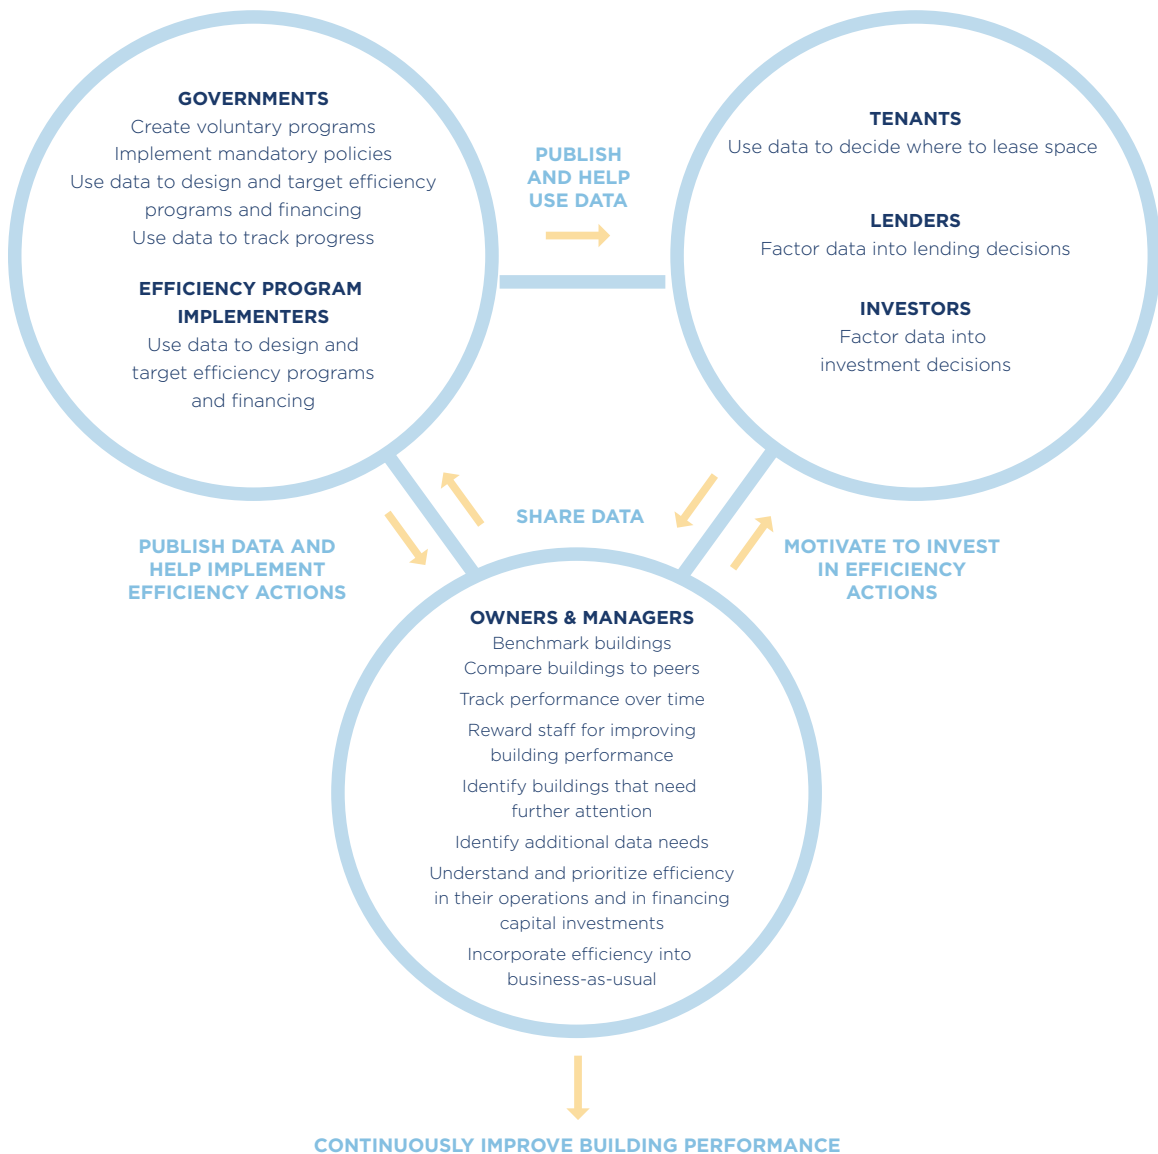 GOVERNMENTS
Create voluntary programs
Implement mandatory policies
Use data to design and target efficiency
programs and financing
Use data to track progress
EFFICIENCY PROGRAM
IMPLEMENTERS
Use data to design and
target efficiency programs
and financing
PUBLISH
AND HELP
USE DATA
TENANTS
Use data to decide where to lease space
LENDERS
Factor data into lending decisions
INVESTORS
Factor data into
investment decisions
PUBLISH DATA AND
HELP IMPLEMENT
EFFICIENCY ACTIONS
SHARE DATA
MOTIVATE TO INVEST
IN EFFICIENCY
ACTIONS
OWNERS & MANAGERS
Benchmark buildings
Compare buildings to peers
Track performance over time
Reward staff for improving
building performance
Identify buildings that need
further attention
Identify additional data needs
Understand and prioritize efficiency
in their operations and in financing
capital investments
Incorporate efficiency into
business-as-usual
CONTINUOUSLY IMPROVE BUILDING PERFORMANCE